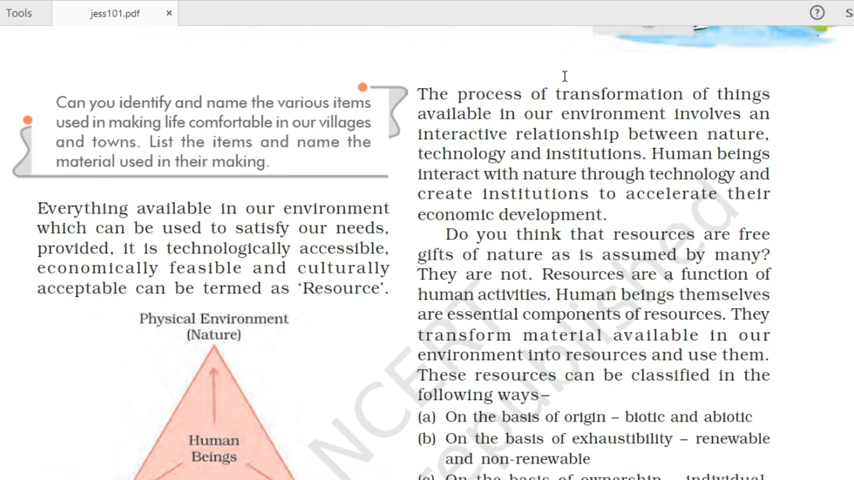 Tools
jess101.pdf
×
?
Can you identify and name the various items
used in making life comfortable in our villages
and towns. List the items and name the
material used in their making.
Everything available in our environment
which can be used to satisfy our needs,
provided, it is technologically accessible,
economically feasible and culturally
acceptable can be termed as ‘Resource’.
Physical Environment
(Nature)
Human
Beings
The process of transformation of things
available in our environment involves an
interactive relationship between nature,
technology and institutions. Human beings
interact with nature through technology and
create institutions to accelerate their
economic development.
Do you think that resources are free
gifts of nature as is assumed by many?
They are not. Resources are a function of
human activities. Human beings themselves
are essential components of resources. They
transform material available in our
environment into resources and use them.
These resources can be classified in the
following ways–
(a) On the basis of origin – biotic and abiotic
(b) On the basis of exhaustibility – renewable
and non-renewable
(c) On the basis of ownership – individual,
NCERT
republished